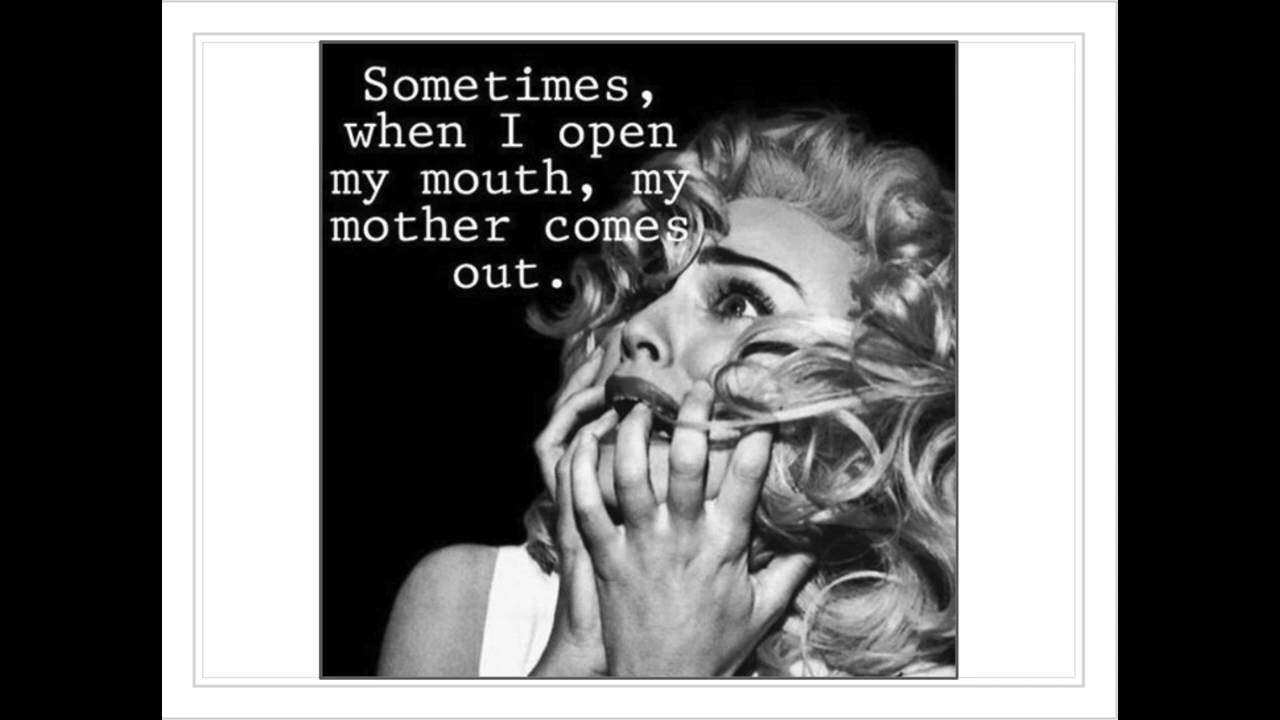 Sometimes,
when I open
my mouth, my
mother comes
out.